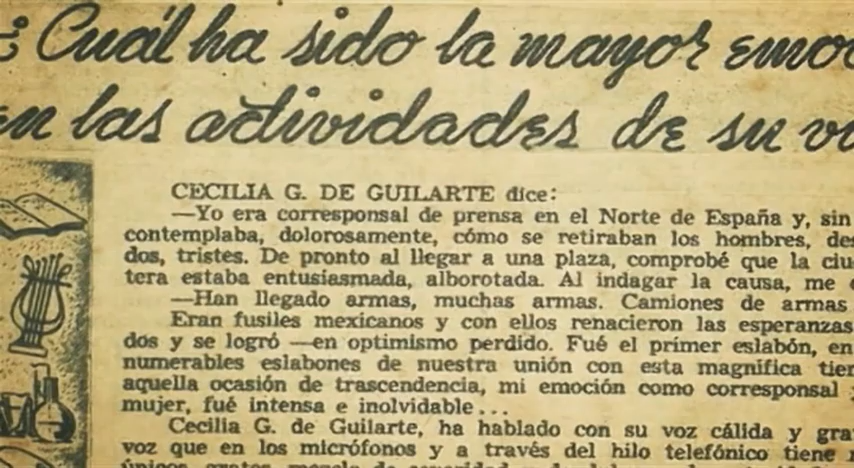 ¿Cuál ha sido la mayor
en las actividades de su
CECILIA G. DE GUILARTE dice:
—Yo era corresponsal de prensa en el Norte de España y, sin
contemplaba, dolorosamente, cómo se retiraban los hombres,
dos, tristes. De pronto al llegar a una plaza, comprobé que la
tera estaba entusiasmada, alborotada. Al indagar la causa, me
—Han llegado armas, muchas armas. Camiones de armas
Eran fusiles mexicanos y con ellos renacieron las esperanzas
dos y se logró —en optimismo perdido. Fué el primer eslabón, en
numerables eslabones de nuestra unión con esta magnífica
aquella ocasión de trascendencia, mi emoción como corresponsal
mujer, fué intensa e inolvidable...
Cecilia G. de Guilarte, ha hablado con su voz cálida y
voz que en los micrófonos y a través del hilo telefónico tiene